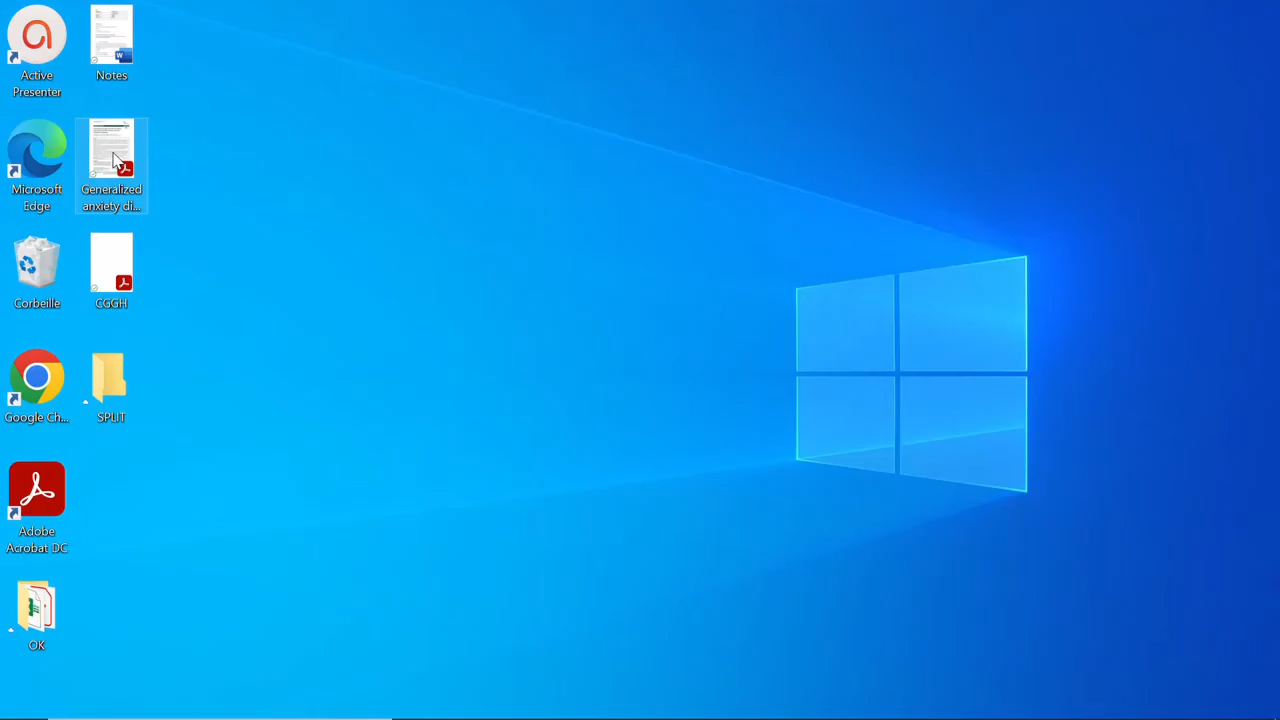 Active
Presenter
Notes
Microsoft
Edge
Generalized
anxiety di...
Corbeille
CGGH
Google Ch...
SPLIT
Adobe
Acrobat DC
OK